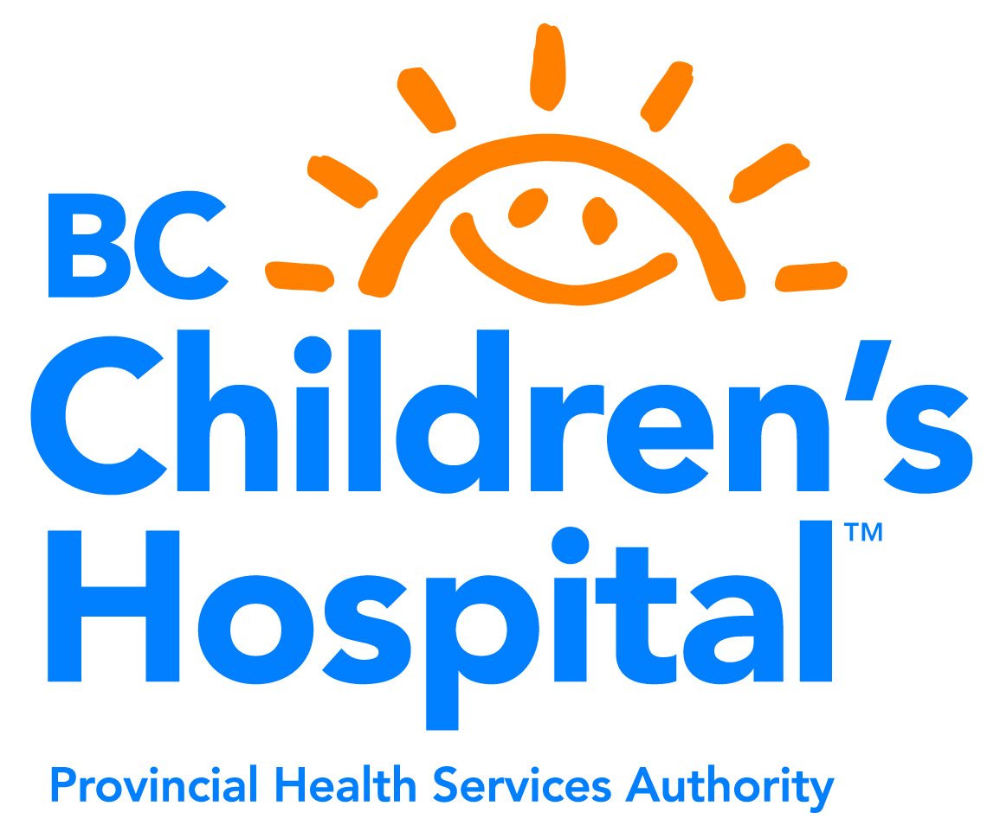 BC
Children’s
Hospital™
Provincial Health Services Authority